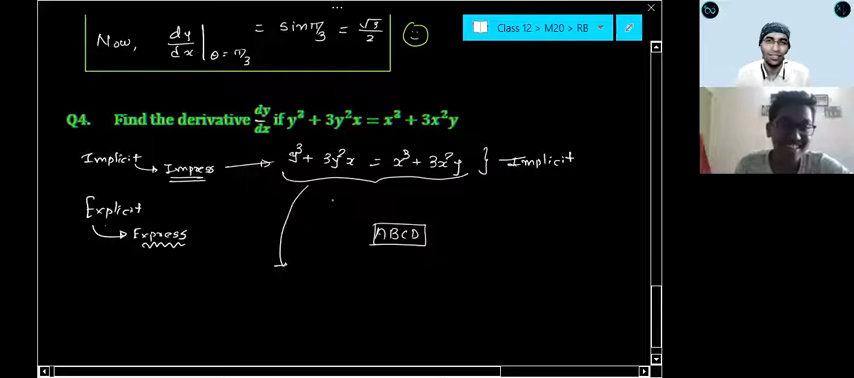 Class 12 > M20 > RB
Now, dy/dx |θ = π/3 = sin π/3 = √3/2
Q4. Find the derivative dy/dx if y³ + 3y²x = x³ + 3x²y
Implicit
Impress
y³ + 3y²x = x³ + 3x²y } Implicit
Explicit
Express
ABCD